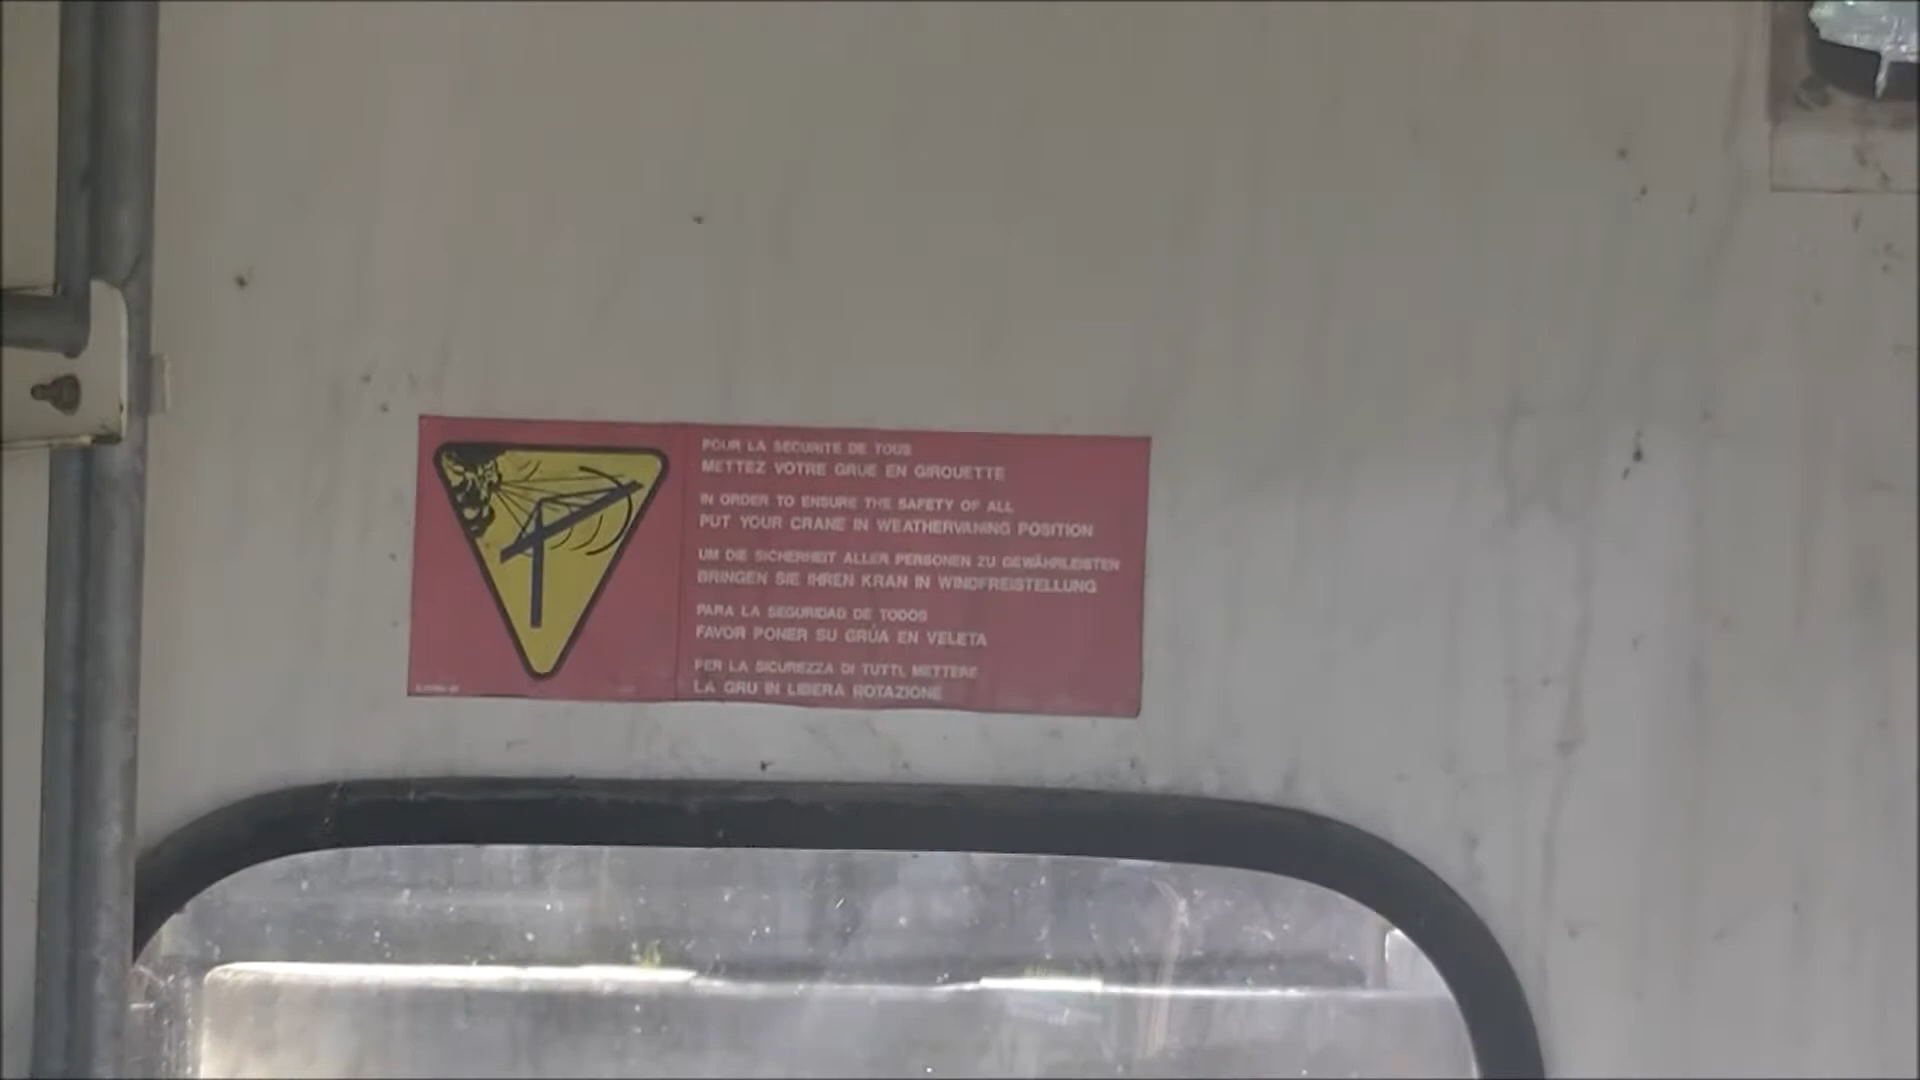 POUR LA SECURITE DE TOUS
METTEZ VOTRE GRUE EN GIROUETTE
IN ORDER TO ENSURE THE SAFETY OF ALL
PUT YOUR CRANE IN WEATHERVANING POSITION
UM DIE SICHERHEIT ALLER PERSONEN ZU GEWÄHRLEISTEN
BRINGEN SIE IHREN KRAN IN WINDFREISTELLUNG
PARA LA SEGURIDAD DE TODOS
FAVOR PONER SU GRÚA EN VELETA
PER LA SICUREZZA DI TUTTI, METTERE
LA GRU IN LIBERA ROTAZIONE